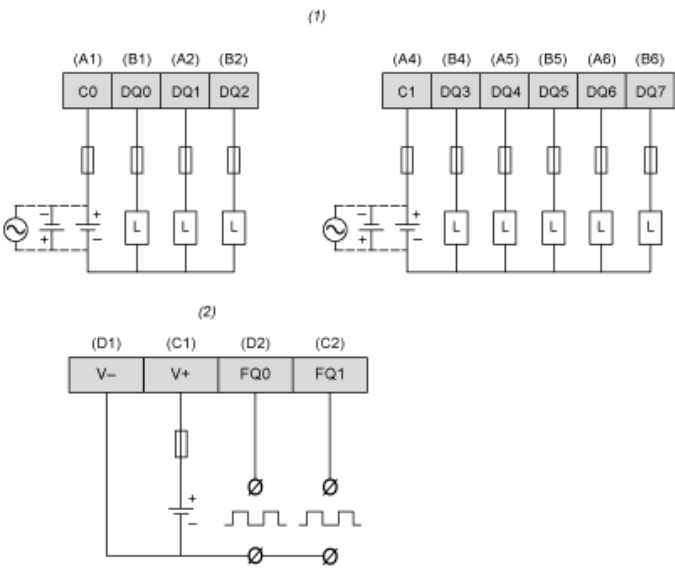 (1)
(A1) (B1) (A2) (B2)
C0 DQ0 DQ1 DQ2
(A4) (B4) (A5) (B5) (A6) (B6)
C1 DQ3 DQ4 DQ5 DQ6 DQ7
− +
+ −
L L L
− +
+ −
L L L L L
(2)
(D1) (C1) (D2) (C2)
V− V+ FQ0 FQ1
+
−